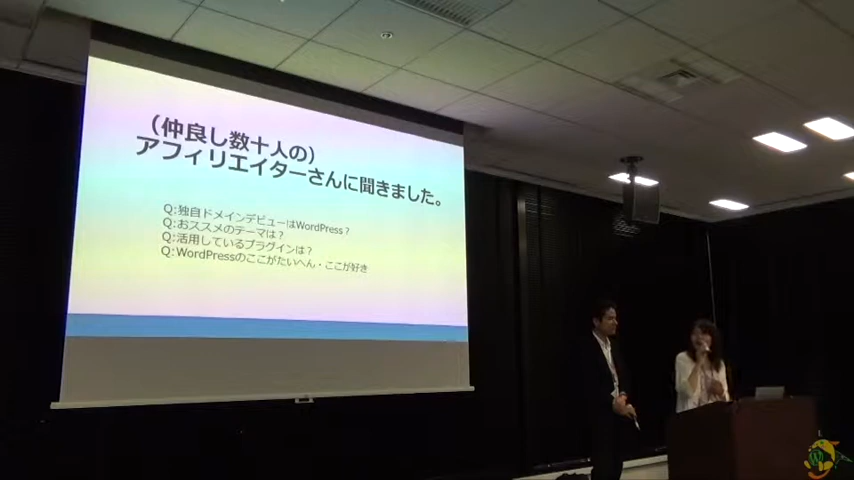 （仲良し数十人の）
アフィリエイターさんに聞きました。
Q:独自ドメインデビューはWordPress？
Q:おススメのテーマは？
Q:活用しているプラグインは？
Q:WordPressのここがたいへん・ここが好き